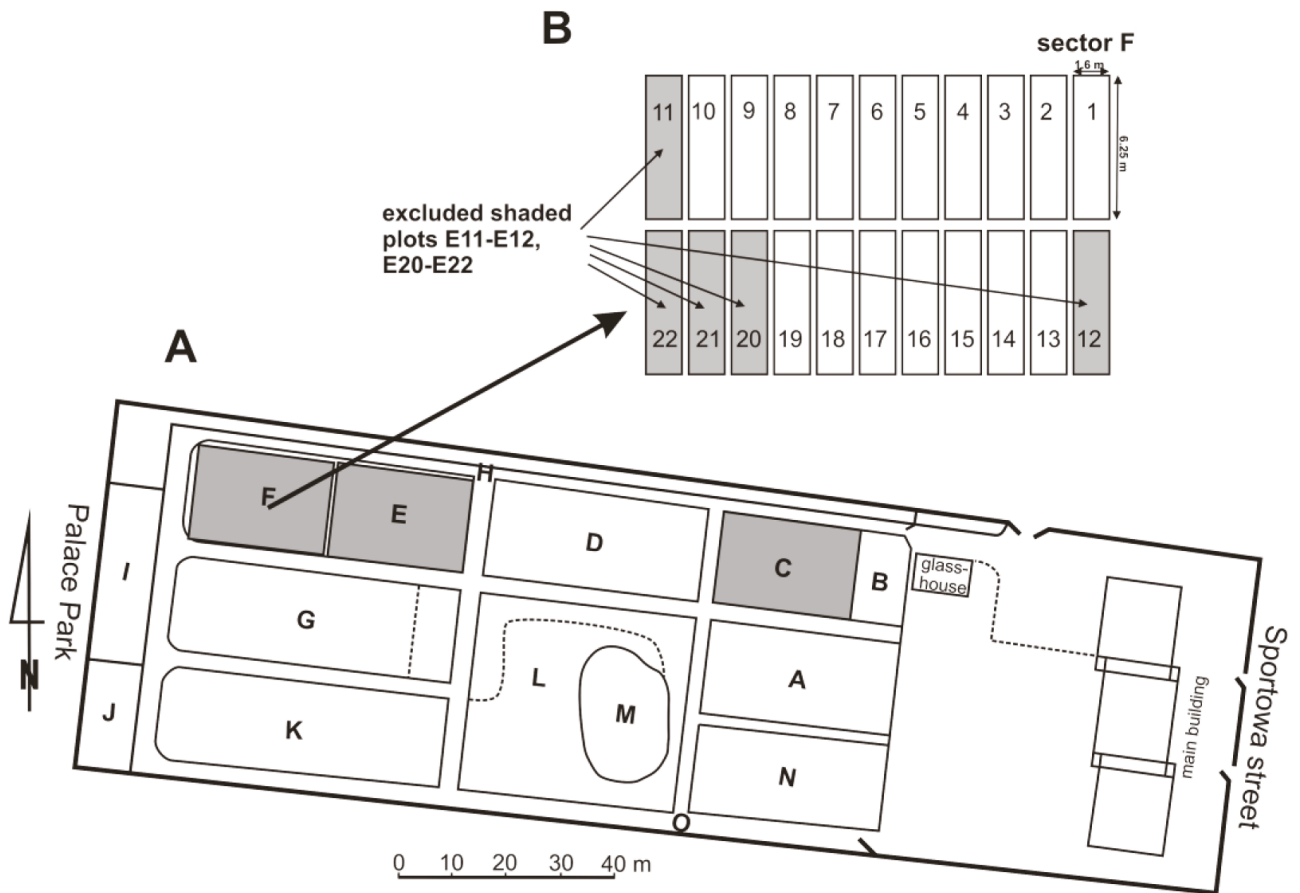 B
sector F
1.6 m
11 10 9 8 7 6 5 4 3 2 1
6.25 m
excluded shaded
plots E11-E12,
E20-E22
22 21 20 19 18 17 16 15 14 13 12
A
H
F
E
D
C
B
glass-
house
Palace Park
I
G
L
A
Sportowa street
N
J
K
M
N
main building
O
0 10 20 30 40 m